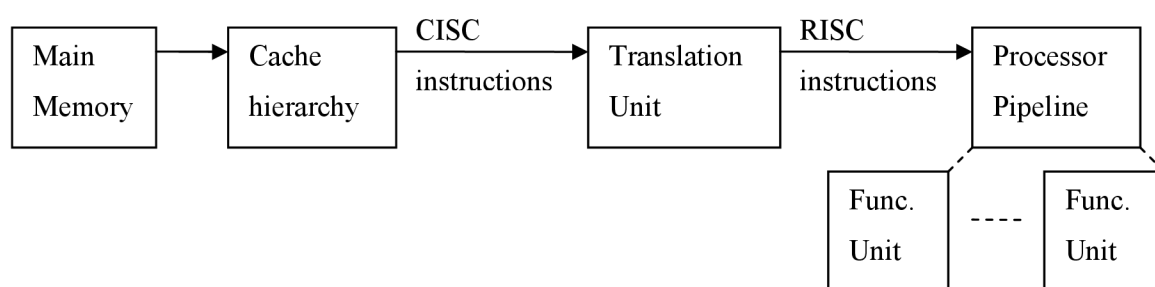 Main
Memory
Cache
hierarchy
CISC
instructions
Translation
Unit
RISC
instructions
Processor
Pipeline
Func.
Unit
Func.
Unit